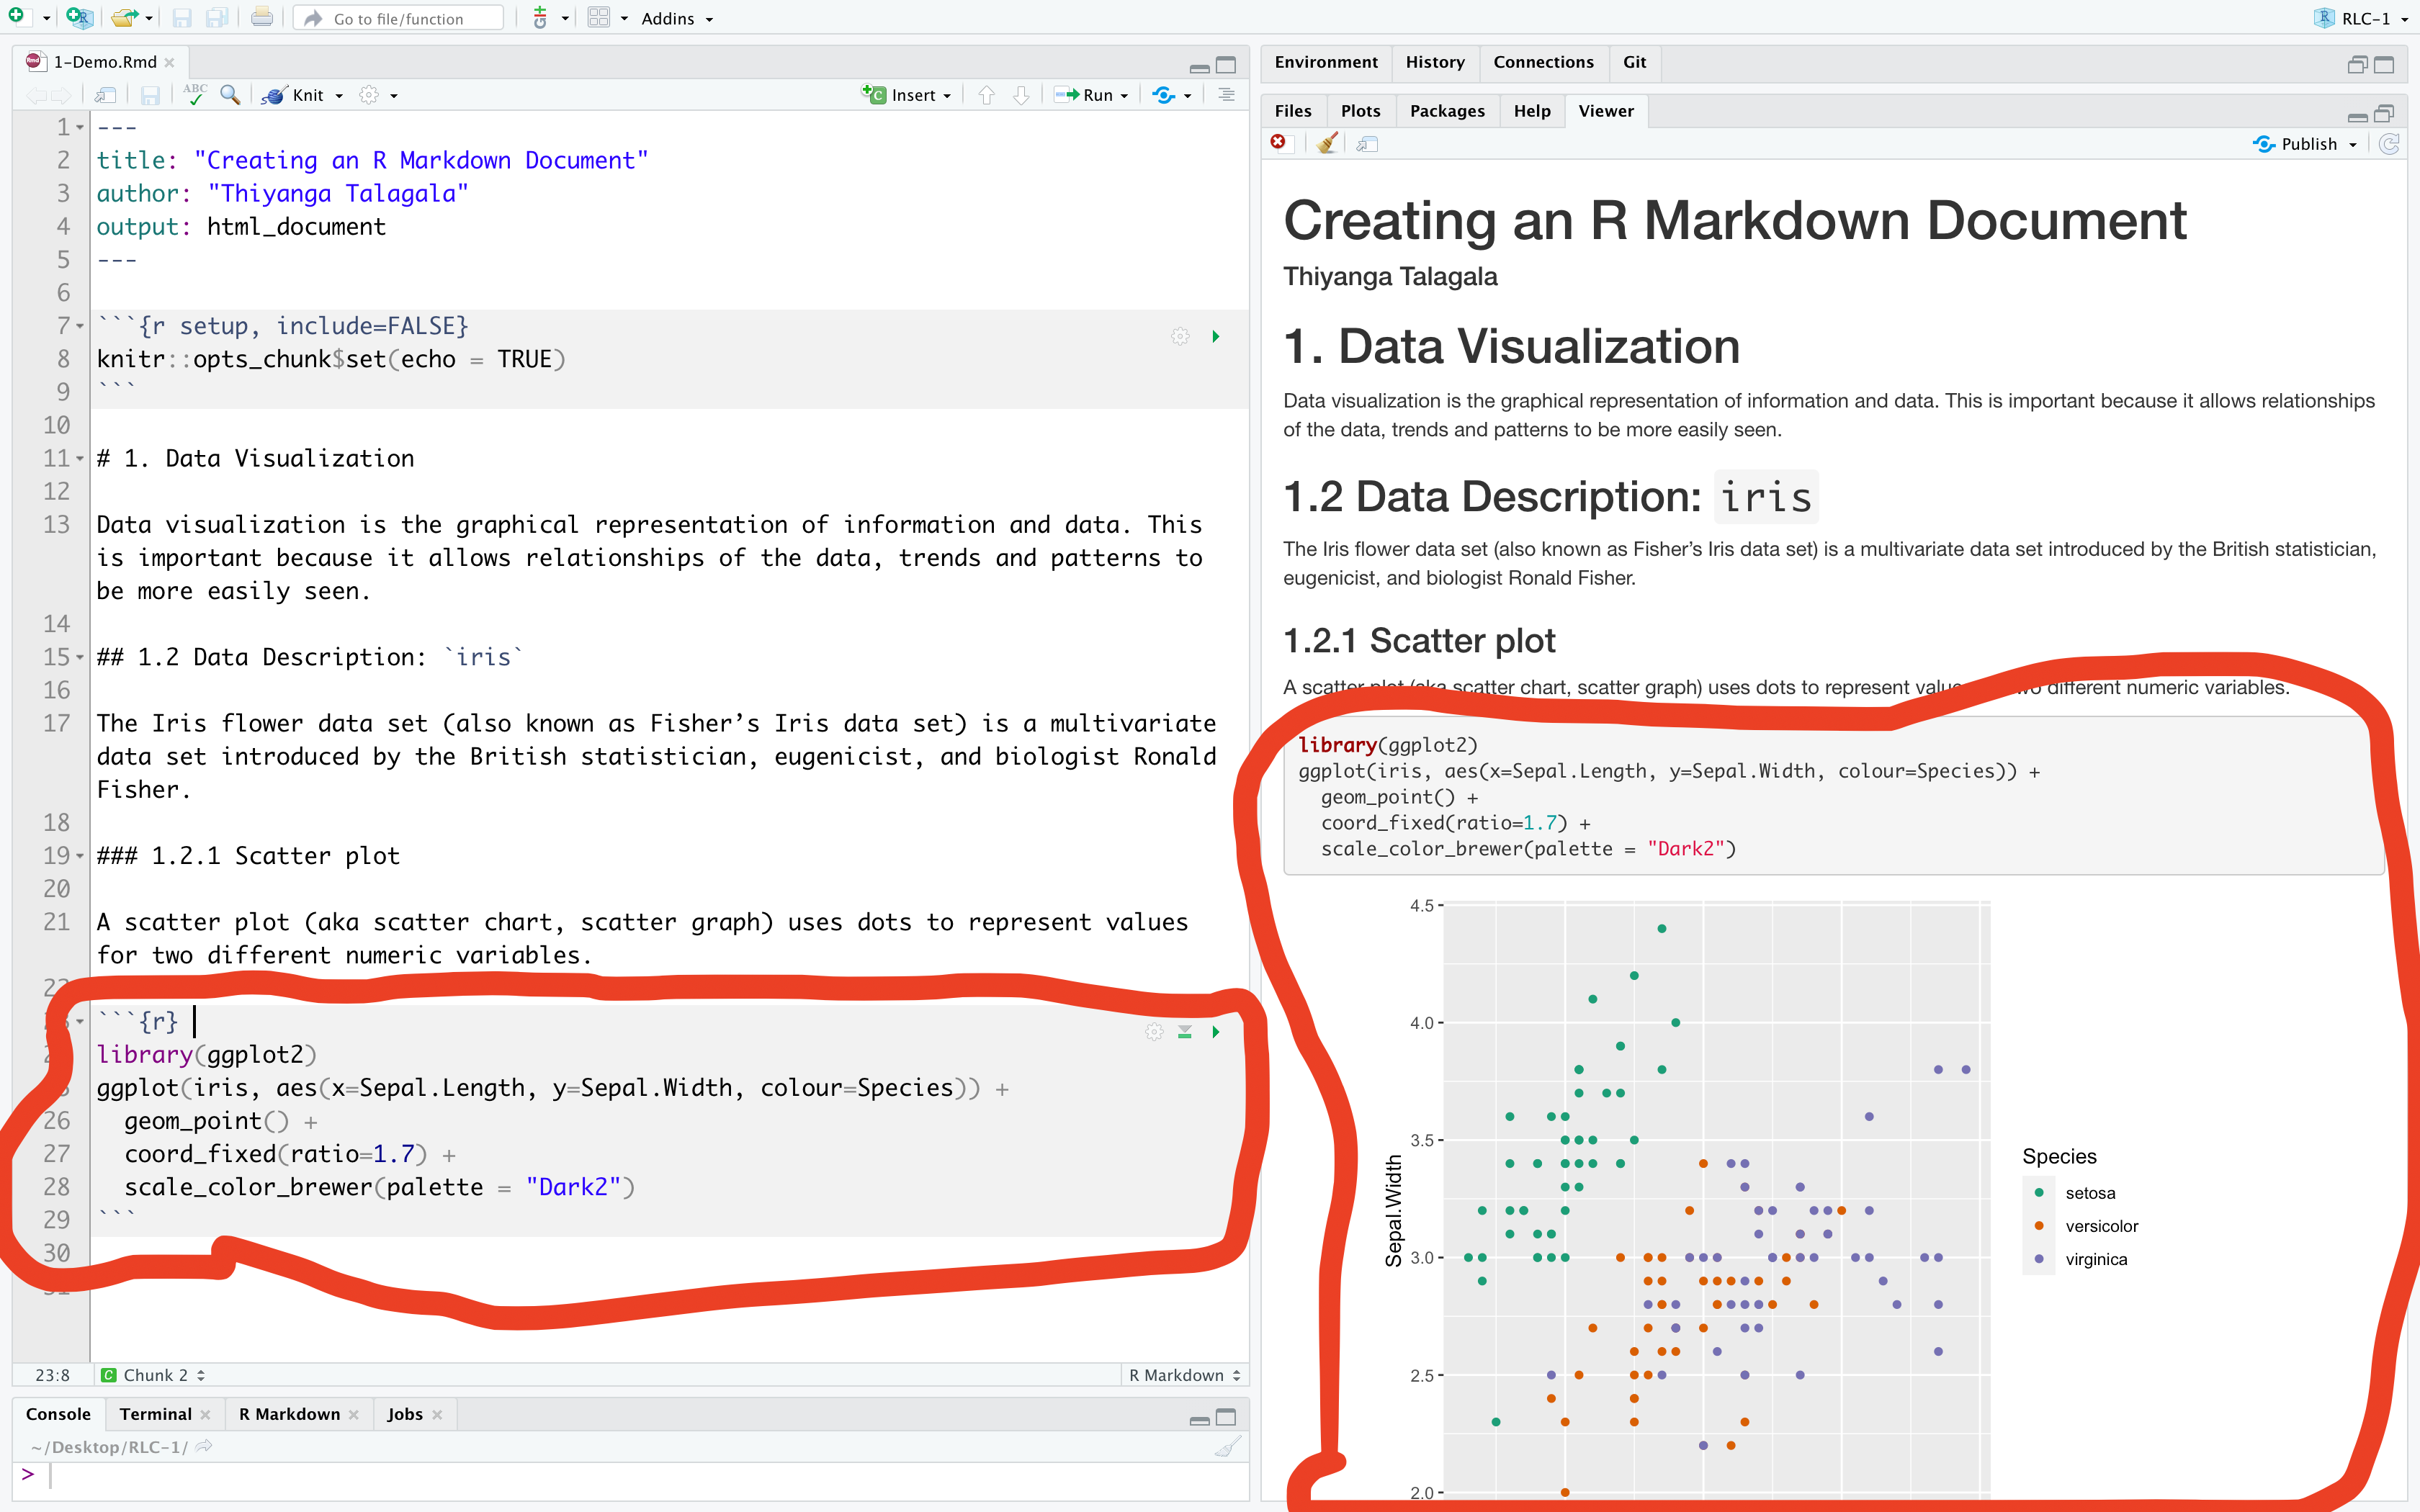 Go to file/function
Addins
RLC-1
1-Demo.Rmd
ABC
Knit
Insert
Run
1 ---
2 title: "Creating an R Markdown Document"
3 author: "Thiyanga Talagala"
4 output: html_document
5 ---
6
7 ```{r setup, include=FALSE}
8 knitr::opts_chunk$set(echo = TRUE)
9 ```
10
11 # 1. Data Visualization
12
13 Data visualization is the graphical representation of information and data. This
is important because it allows relationships of the data, trends and patterns to
be more easily seen.
14
15 ## 1.2 Data Description: `iris`
16
17 The Iris flower data set (also known as Fisher’s Iris data set) is a multivariate
data set introduced by the British statistician, eugenicist, and biologist Ronald
Fisher.
18
19 ### 1.2.1 Scatter plot
20
21 A scatter plot (aka scatter chart, scatter graph) uses dots to represent values
for two different numeric variables.
```{r}
library(ggplot2)
ggplot(iris, aes(x=Sepal.Length, y=Sepal.Width, colour=Species)) +
26 geom_point() +
27 coord_fixed(ratio=1.7) +
28 scale_color_brewer(palette = "Dark2")
29 ```
30
23:8 Chunk 2 R Markdown
Console Terminal R Markdown Jobs
~/Desktop/RLC-1/
>
Environment History Connections Git
Files Plots Packages Help Viewer
Publish
Creating an R Markdown Document
Thiyanga Talagala
1. Data Visualization
Data visualization is the graphical representation of information and data. This is important because it allows relationships
of the data, trends and patterns to be more easily seen.
1.2 Data Description: iris
The Iris flower data set (also known as Fisher’s Iris data set) is a multivariate data set introduced by the British statistician,
eugenicist, and biologist Ronald Fisher.
1.2.1 Scatter plot
A scatter plot (aka scatter chart, scatter graph) uses dots to represent different numeric variables.
library(ggplot2)
ggplot(iris, aes(x=Sepal.Length, y=Sepal.Width, colour=Species)) +
geom_point() +
coord_fixed(ratio=1.7) +
scale_color_brewer(palette = "Dark2")
4.5
4.0
3.5
3.0
2.5
2.0
Sepal.Width
Species
setosa
versicolor
virginica